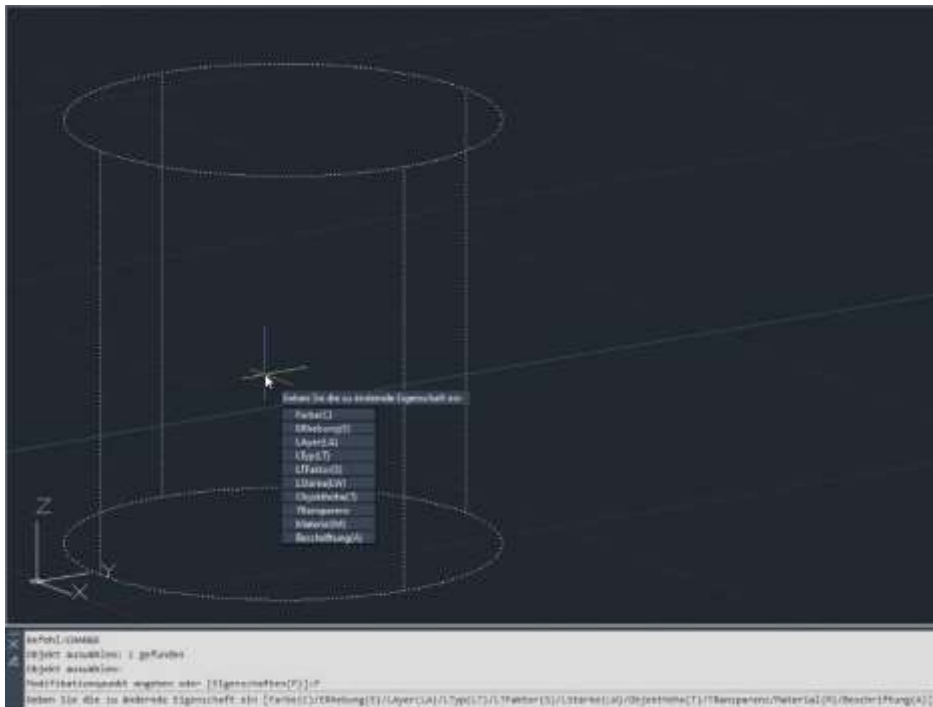 Geben Sie die zu ändernde Eigenschaft ein:
Farbe(C)
ERhebung(E)
LAyer(LA)
LTyp(LT)
LTFaktor(S)
LStärke(LW)
Objekthöhe(T)
TRansparenz
Material(M)
Beschriftung(A)
Z
Y
X
Befehl:CHANGE
Objekt auswählen: 1 gefunden
Objekt auswählen:
Modifikationspunkt angeben oder [Eigenschaften(P)]:P
Geben Sie die zu ändernde Eigenschaft ein [Farbe(C)/ERhebung(E)/LAyer(LA)/LTyp(LT)/LTFaktor(S)/LStärke(LW)/Objekthöhe(T)/TRansparenz/Material(M)/Beschriftung(A)]